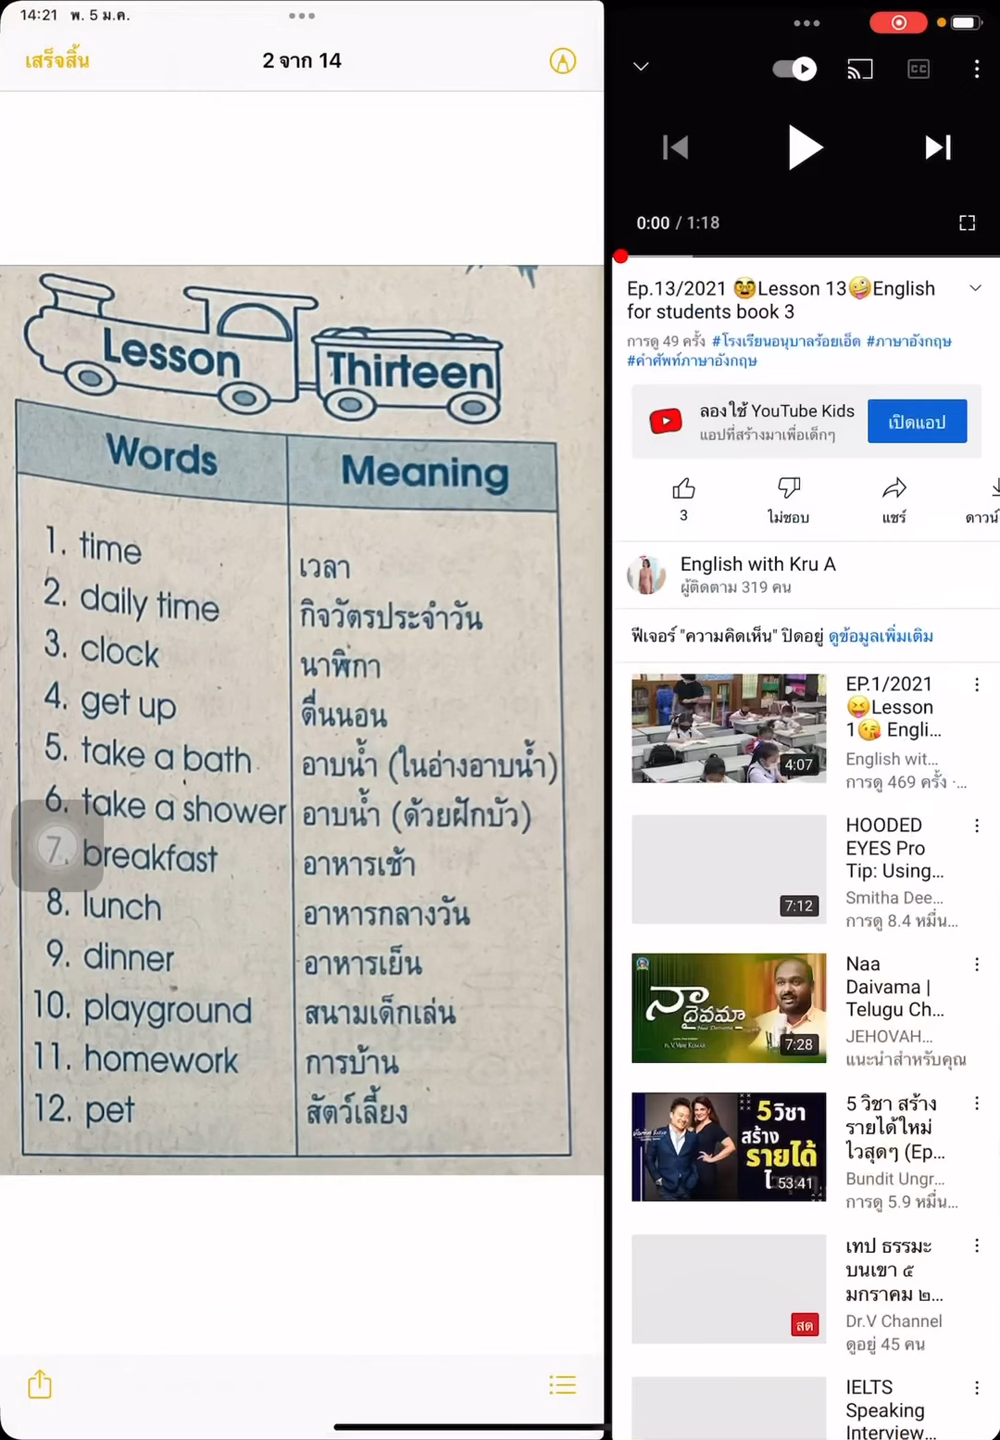 14:21 พ. 5 ม.ค.
เสร็จสิ้น
2 จาก 14
Lesson Thirteen
Words Meaning
1. time เวลา
2. daily time กิจวัตรประจำวัน
3. clock นาฬิกา
4. get up ตื่นนอน
5. take a bath อาบน้ำ (ในอ่างอาบน้ำ)
6. take a shower อาบน้ำ (ด้วยฝักบัว)
7. breakfast อาหารเช้า
8. lunch อาหารกลางวัน
9. dinner อาหารเย็น
10. playground สนามเด็กเล่น
11. homework การบ้าน
12. pet สัตว์เลี้ยง
CC
0:00 / 1:18
Ep.13/2021 🥸Lesson 13🤪English
for students book 3
การดู 49 ครั้ง #โรงเรียนอนุบาลร้อยเอ็ด #ภาษาอังกฤษ
#คำศัพท์ภาษาอังกฤษ
ลองใช้ YouTube Kids
แอปที่สร้างมาเพื่อเด็กๆ
เปิดแอป
3 ไม่ชอบ แชร์ ดาวน์
English with Kru A
ผู้ติดตาม 319 คน
ฟีเจอร์ "ความคิดเห็น" ปิดอยู่ ดูข้อมูลเพิ่มเติม
4:07
EP.1/2021
😝Lesson
1😘 Engli...
English wit...
การดู 469 ครั้ง ·...
7:12
HOODED
EYES Pro
Tip: Using...
Smitha Dee...
การดู 8.4 หมื่น...
నా
దైవమా
7:28
Naa
Daivama |
Telugu Ch...
JEHOVAH...
แนะนำสำหรับคุณ
5 วิชา
สร้าง
รายได้
ไ
53:41
5 วิชา สร้าง
รายได้ใหม่
ไวสุดๆ (Ep...
Bundit Ungr...
การดู 5.9 หมื่น...
สด
เทป ธรรมะ
บนเขา ๕
มกราคม ๒...
Dr.V Channel
ดูอยู่ 45 คน
IELTS
Speaking
Interview...